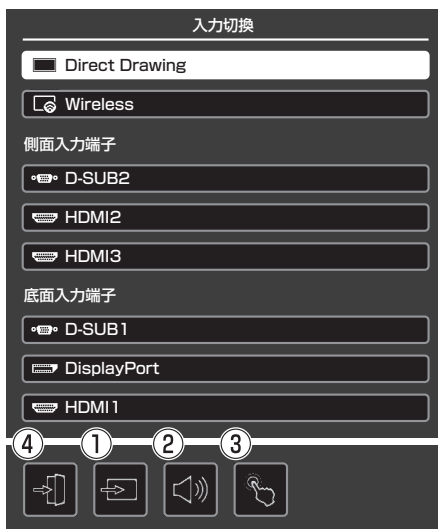 入力切換
Direct Drawing
Wireless
側面入力端子
D-SUB2
HDMI2
HDMI3
底面入力端子
D-SUB1
DisplayPort
HDMI1
④ ① ② ③